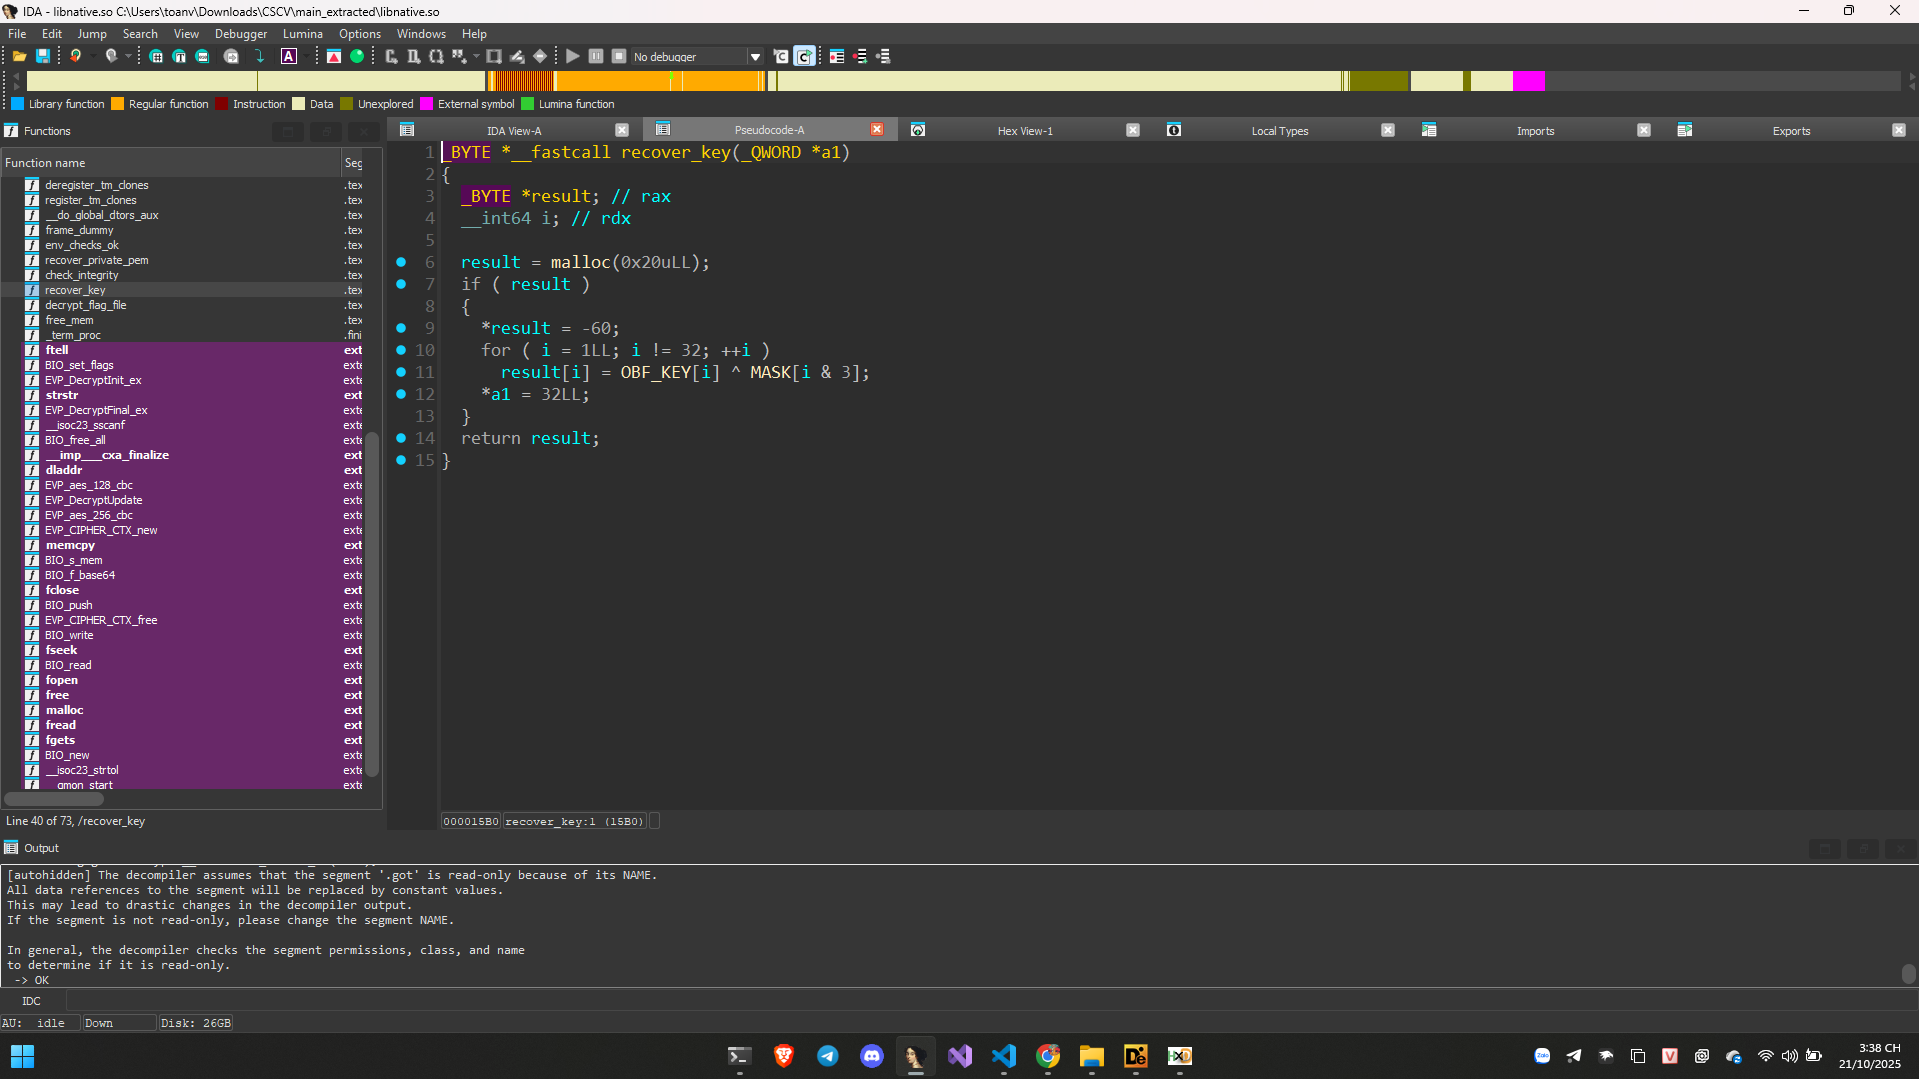 IDA - libnative.so C:\Users\toanv\Downloads\CSCV\main_extracted\libnative.so
File Edit Jump Search View Debugger Lumina Options Windows Help
No debugger
Library function Regular function Instruction Data Unexplored External symbol Lumina function
Functions
IDA View-A Pseudocode-A Hex View-1 Local Types Imports Exports
Function name Seg
deregister_tm_clones .tex
register_tm_clones .tex
__do_global_dtors_aux .tex
frame_dummy .tex
env_checks_ok .tex
recover_private_pem .tex
check_integrity .tex
recover_key .tex
decrypt_flag_file .tex
free_mem .tex
_term_proc .fini
ftell ext
BIO_set_flags exte
EVP_DecryptInit_ex exte
strstr ext
EVP_DecryptFinal_ex exte
__isoc23_sscanf exte
BIO_free_all exte
__imp___cxa_finalize ext
dladdr ext
EVP_aes_128_cbc exte
EVP_DecryptUpdate exte
EVP_aes_256_cbc exte
EVP_CIPHER_CTX_new exte
memcpy ext
BIO_s_mem exte
BIO_f_base64 exte
fclose ext
BIO_push exte
EVP_CIPHER_CTX_free exte
BIO_write exte
fseek ext
BIO_read exte
fopen ext
free ext
malloc ext
fread ext
fgets ext
BIO_new exte
__isoc23_strtol exte
__gmon_start exte
Line 40 of 73, /recover_key
1 _BYTE *__fastcall recover_key(_QWORD *a1)
2 {
3 _BYTE *result; // rax
4 __int64 i; // rdx
5
6 result = malloc(0x20uLL);
7 if ( result )
8 {
9 *result = -60;
10 for ( i = 1LL; i != 32; ++i )
11 result[i] = OBF_KEY[i] ^ MASK[i & 3];
12 *a1 = 32LL;
13 }
14 return result;
15 }
000015B0 recover_key:1 (15B0)
Output
[autohidden] The decompiler assumes that the segment '.got' is read-only because of its NAME.
All data references to the segment will be replaced by constant values.
This may lead to drastic changes in the decompiler output.
If the segment is not read-only, please change the segment NAME.
In general, the decompiler checks the segment permissions, class, and name
to determine if it is read-only.
-> OK
IDC
AU: idle Down Disk: 26GB
3:38 CH
21/10/2025